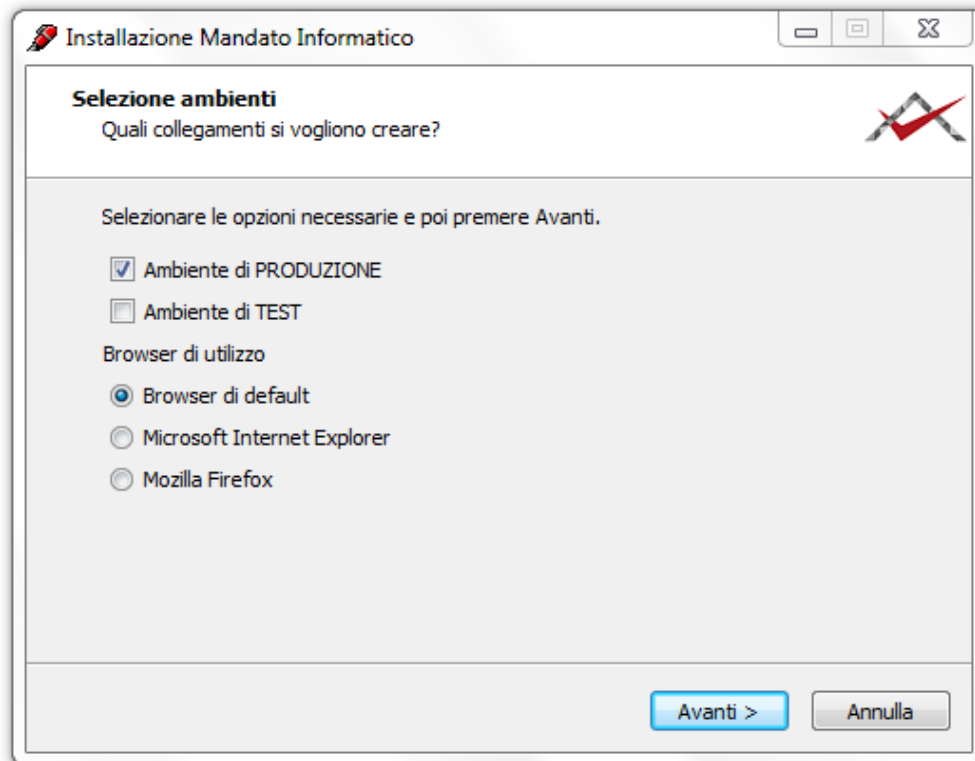 Installazione Mandato Informatico
Selezione ambienti
Quali collegamenti si vogliono creare?
Selezionare le opzioni necessarie e poi premere Avanti.
Ambiente di PRODUZIONE
Ambiente di TEST
Browser di utilizzo
Browser di default
Microsoft Internet Explorer
Mozilla Firefox
Avanti >
Annulla